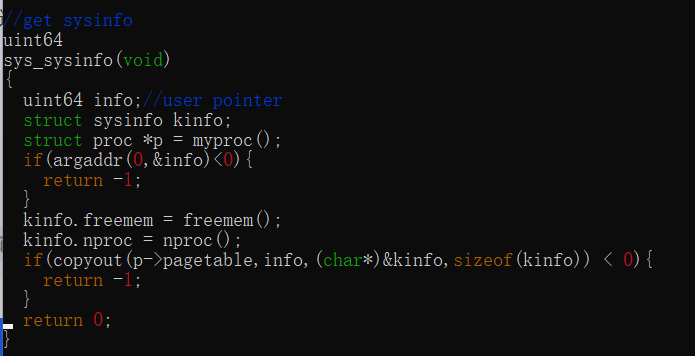 //get sysinfo
uint64
sys_sysinfo(void)
{
  uint64 info;//user pointer
  struct sysinfo kinfo;
  struct proc *p = myproc();
  if(argaddr(0,&info)<0){
    return -1;
  }
  kinfo.freemem = freemem();
  kinfo.nproc = nproc();
  if(copyout(p->pagetable,info,(char*)&kinfo,sizeof(kinfo)) < 0){
    return -1;
  }
  return 0;
}